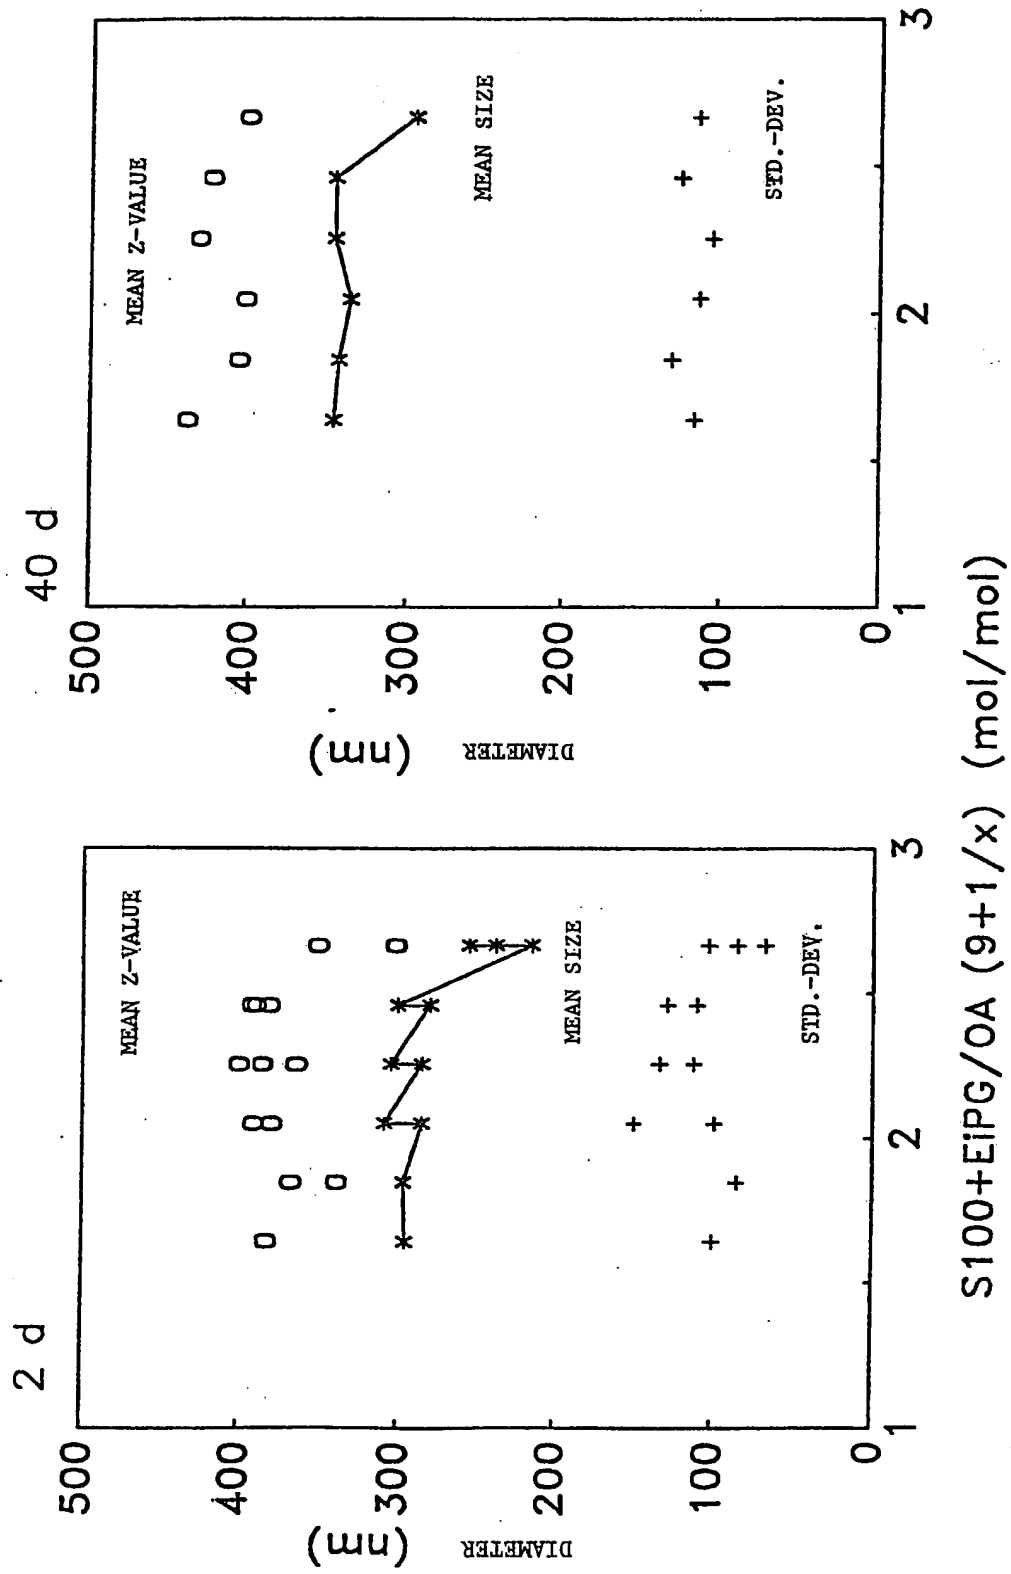 2 d
500
400
300
200
100
0
DIAMETER
(nm)
MEAN Z-VALUE
MEAN SIZE
STD.-DEV.
1
2
3
40 d
500
400
300
200
100
0
DIAMETER
(nm)
MEAN Z-VALUE
MEAN SIZE
STD.-DEV.
1
2
3
S100+EiPG/OA (9+1/x) (mol/mol)